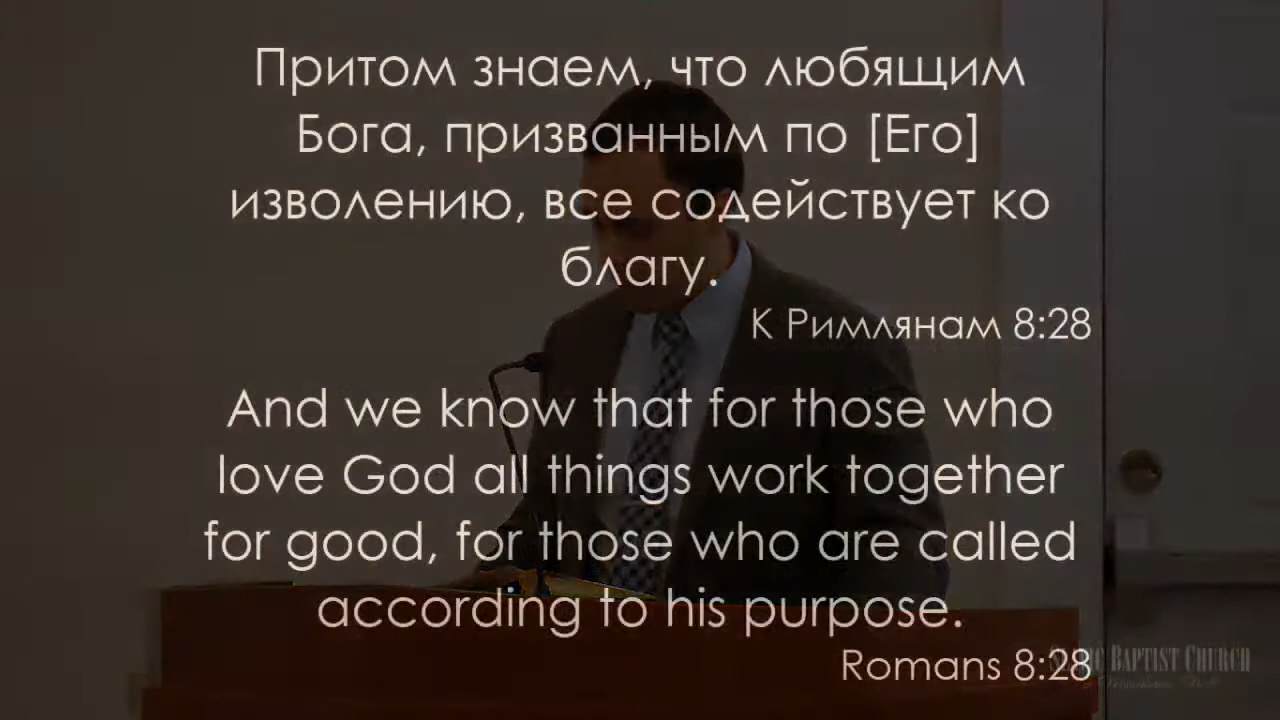 Притом знаем, что любящим
Бога, призванным по [Его]
изволению, все содействует ко
благу.
К Римлянам 8:28
And we know that for those who
love God all things work together
for good, for those who are called
according to his purpose.
Romans 8:28
Baptist Church